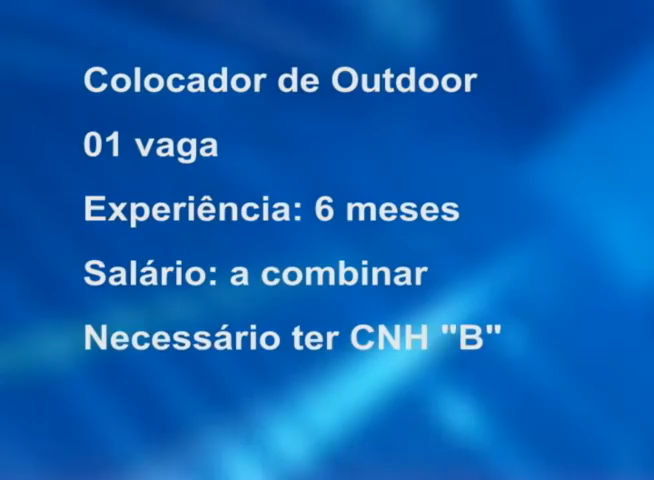 Colocador de Outdoor
01 vaga
Experiência: 6 meses
Salário: a combinar
Necessário ter CNH "B"